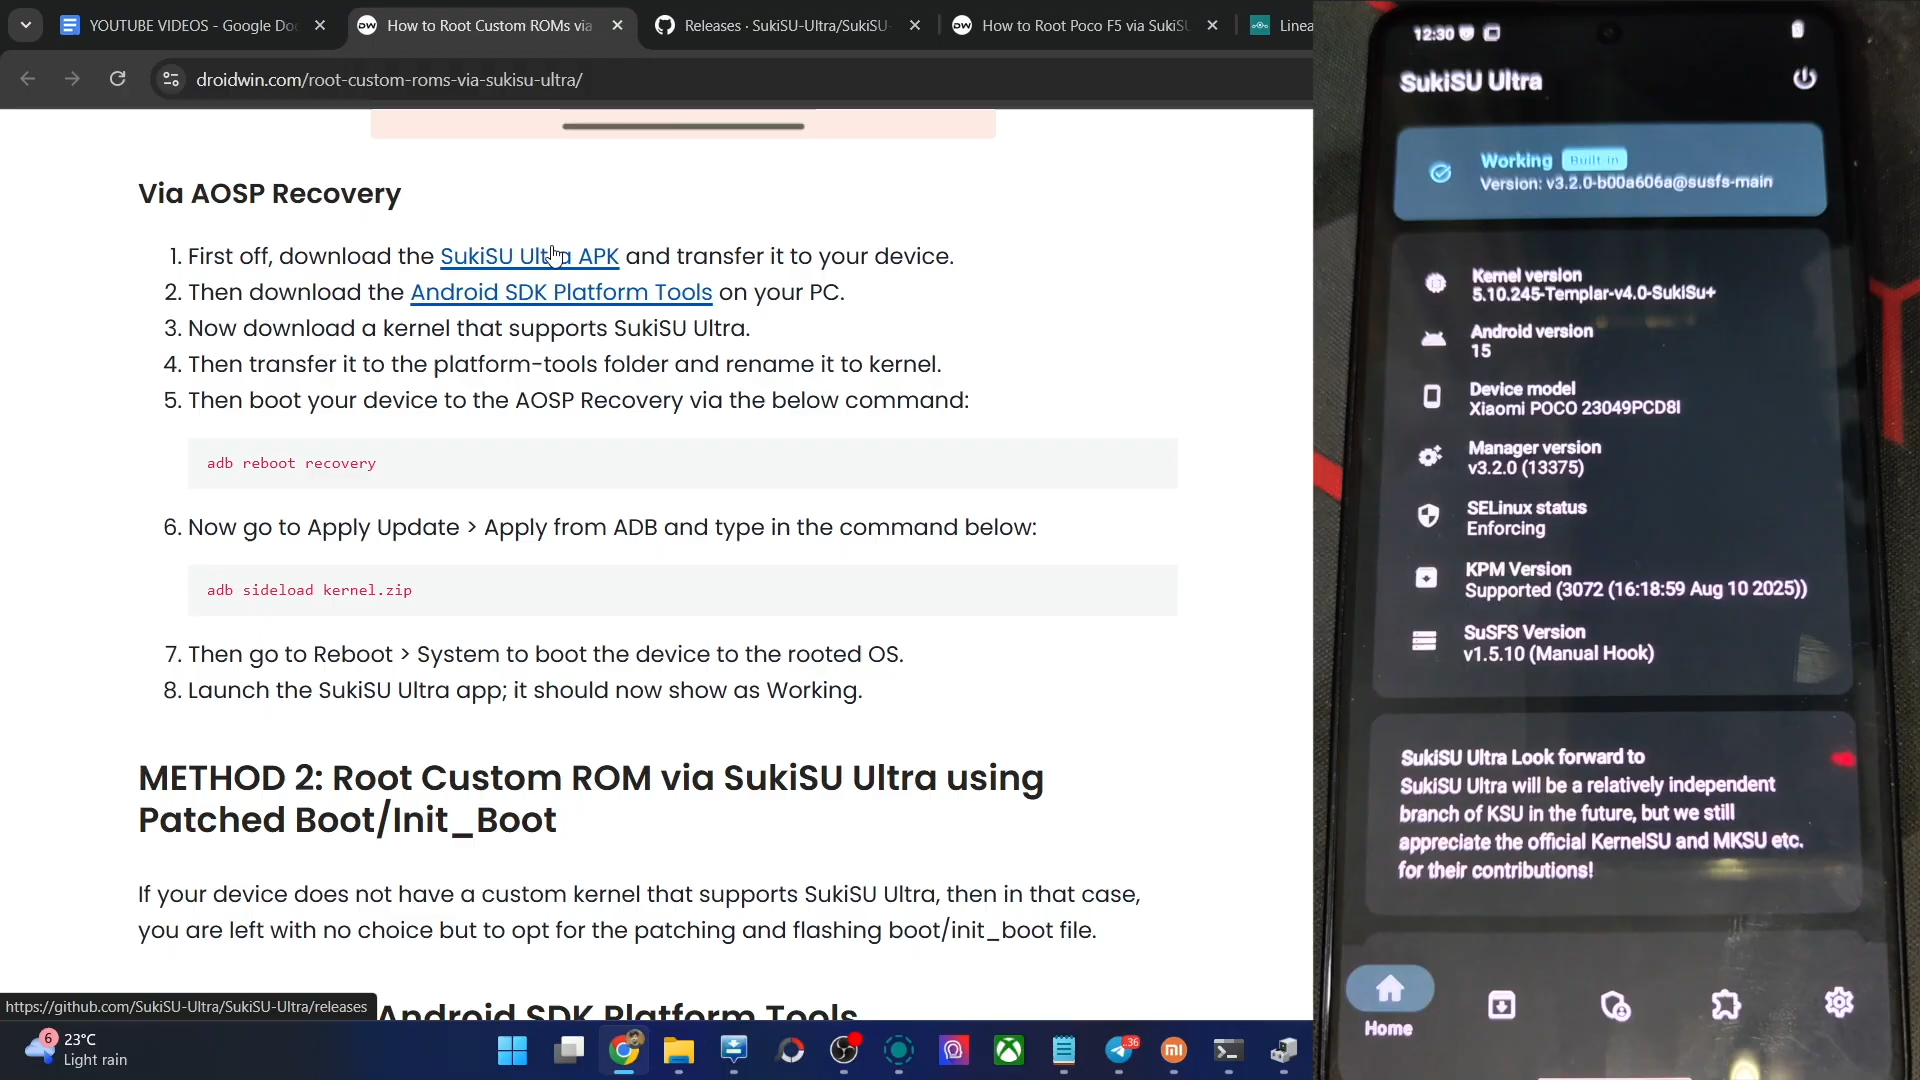 YOUTUBE VIDEOS - Google Do
How to Root Custom ROMs via
Releases · SukiSU-Ultra/SukiSU-
How to Root Poco F5 via SukiSU
Linea
droidwin.com/root-custom-roms-via-sukisu-ultra/
Via AOSP Recovery
1. First off, download the SukiSU Ultra APK and transfer it to your device.
2. Then download the Android SDK Platform Tools on your PC.
3. Now download a kernel that supports SukiSU Ultra.
4. Then transfer it to the platform-tools folder and rename it to kernel.
5. Then boot your device to the AOSP Recovery via the below command:
adb reboot recovery
6. Now go to Apply Update > Apply from ADB and type in the command below:
adb sideload kernel.zip
7. Then go to Reboot > System to boot the device to the rooted OS.
8. Launch the SukiSU Ultra app; it should now show as Working.
METHOD 2: Root Custom ROM via SukiSU Ultra using
Patched Boot/Init_Boot
If your device does not have a custom kernel that supports SukiSU Ultra, then in that case,
you are left with no choice but to opt for the patching and flashing boot/init_boot file.
Android SDK Platform Tools
https://github.com/SukiSU-Ultra/SukiSU-Ultra/releases
6
23°C
Light rain
36
12:30
SukiSU Ultra
Working Built-in
Version: v3.2.0-b00a606a@susfs-main
Kernel version
5.10.245-Templar-v4.0-SukiSu+
Android version
15
Device model
Xiaomi POCO 23049PCD8I
Manager version
v3.2.0 (13375)
SELinux status
Enforcing
KPM Version
Supported (3072 (16:18:59 Aug 10 2025))
SuSFS Version
v1.5.10 (Manual Hook)
SukiSU Ultra Look forward to
SukiSU Ultra will be a relatively independent
branch of KSU in the future, but we still
appreciate the official KernelSU and MKSU etc.
for their contributions!
Home